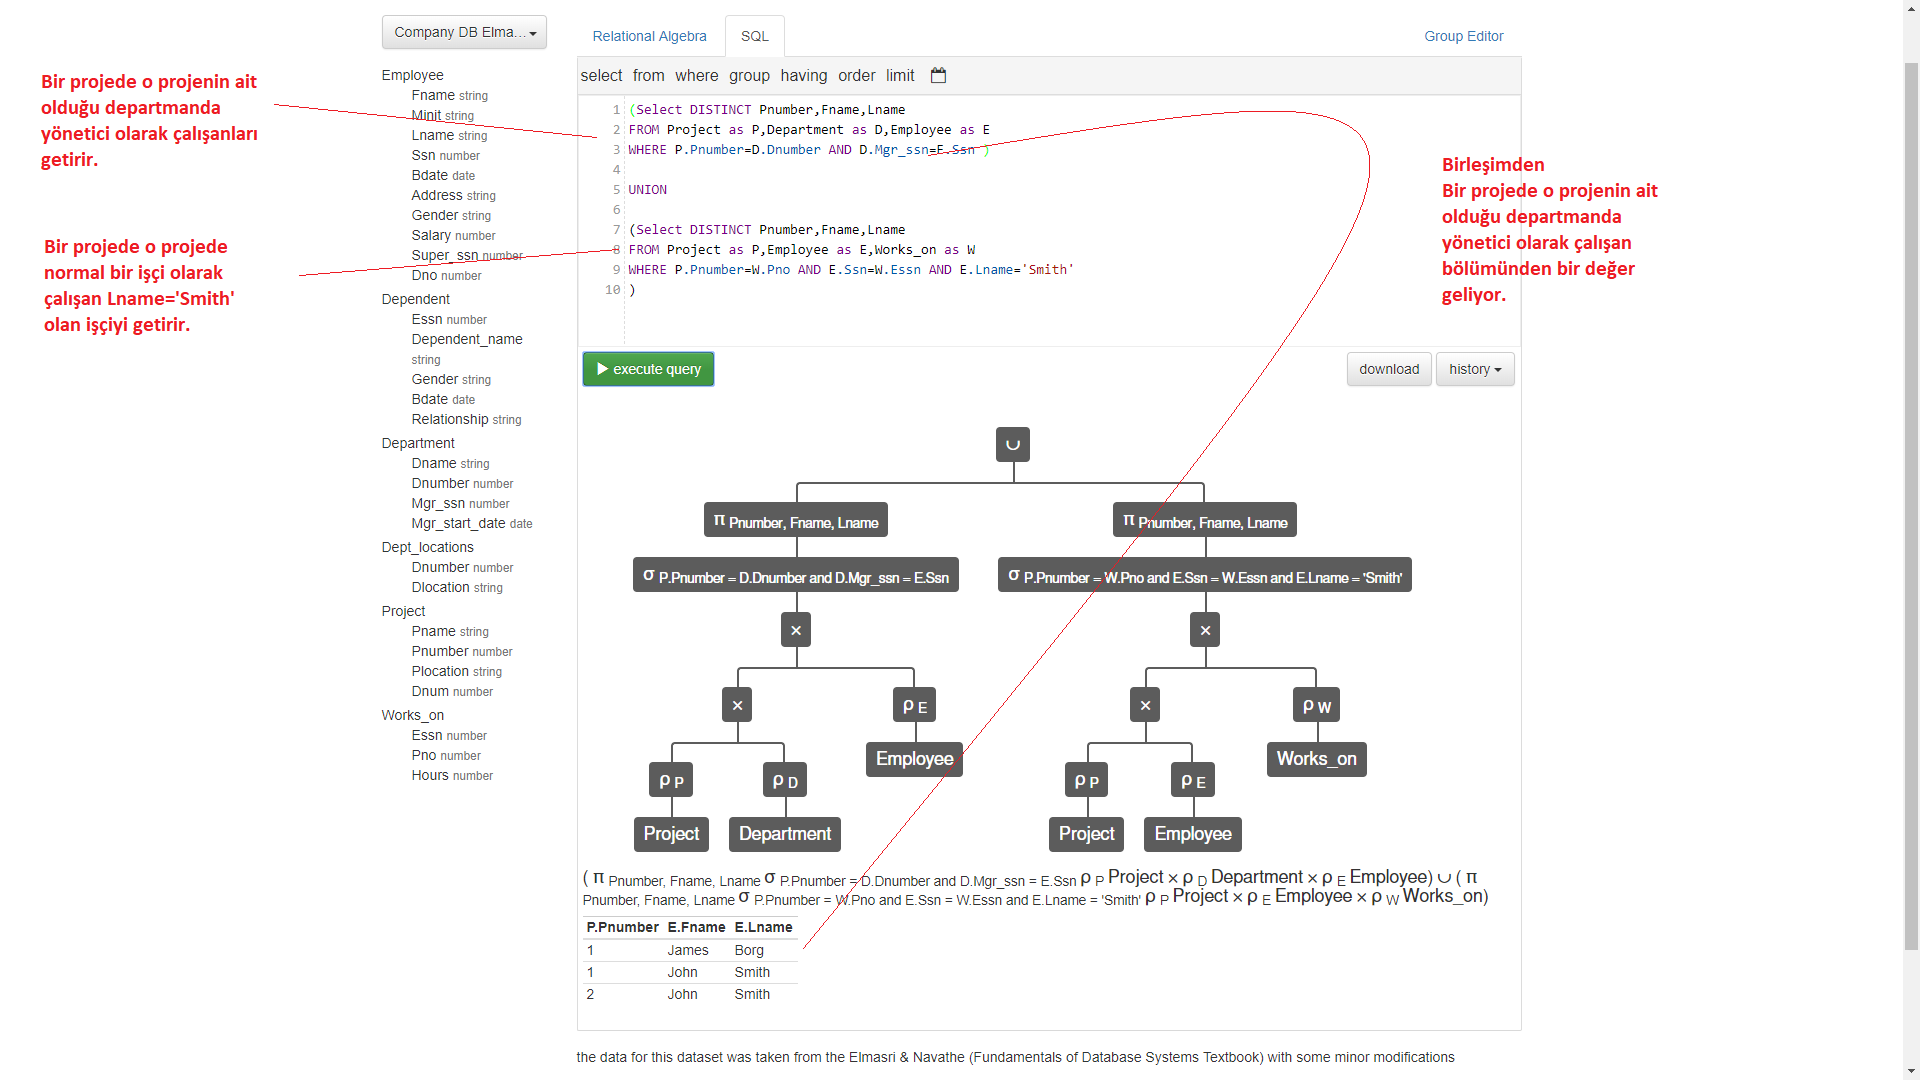 Company DB Elma...
Relational Algebra
SQL
Group Editor
Bir projede o projenin ait
olduğu departmanda
yönetici olarak çalışanları
getirir.
Bir projede o projede
normal bir işçi olarak
çalışan Lname='Smith'
olan işçiyi getirir.
Employee
Fname string
Minit string
Lname string
Ssn number
Bdate date
Address string
Gender string
Salary number
Super_ssn number
Dno number
Dependent
Essn number
Dependent_name
string
Gender string
Bdate date
Relationship string
Department
Dname string
Dnumber number
Mgr_ssn number
Mgr_start_date date
Dept_locations
Dnumber number
Dlocation string
Project
Pname string
Pnumber number
Plocation string
Dnum number
Works_on
Essn number
Pno number
Hours number
select from where group having order limit
1 (Select DISTINCT Pnumber,Fname,Lname
2 FROM Project as P,Department as D,Employee as E
3 WHERE P.Pnumber=D.Dnumber AND D.Mgr_ssn=E.Ssn )
4
5 UNION
6
7 (Select DISTINCT Pnumber,Fname,Lname
8 FROM Project as P,Employee as E,Works_on as W
9 WHERE P.Pnumber=W.Pno AND E.Ssn=W.Essn AND E.Lname='Smith'
10 )
Birleşimden
Bir projede o projenin ait
olduğu departmanda
yönetici olarak çalışan
bölümünden bir değer
geliyor.
execute query
download
history
∪
π Pnumber, Fname, Lname
π Pnumber, Fname, Lname
σ P.Pnumber = D.Dnumber and D.Mgr_ssn = E.Ssn
σ P.Pnumber = W.Pno and E.Ssn = W.Essn and E.Lname = 'Smith'
×
×
×
ρ E
×
ρ W
Employee
Works_on
ρ P
ρ D
ρ P
ρ E
Project
Department
Project
Employee
( π Pnumber, Fname, Lname σ P.Pnumber = D.Dnumber and D.Mgr_ssn = E.Ssn ρ P Project × ρ D Department × ρ E Employee) ∪ ( π
Pnumber, Fname, Lname σ P.Pnumber = W.Pno and E.Ssn = W.Essn and E.Lname = 'Smith' ρ P Project × ρ E Employee × ρ W Works_on)
P.Pnumber E.Fname E.Lname
1 James Borg
1 John Smith
2 John Smith
the data for this dataset was taken from the Elmasri & Navathe (Fundamentals of Database Systems Textbook) with some minor modifications